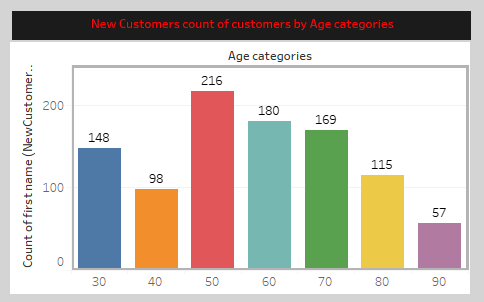 New Customers count of customers by Age categories
Age categories
Count of first name (NewCustomer..
200
100
0
148
98
216
180
169
115
57
30 40 50 60 70 80 90